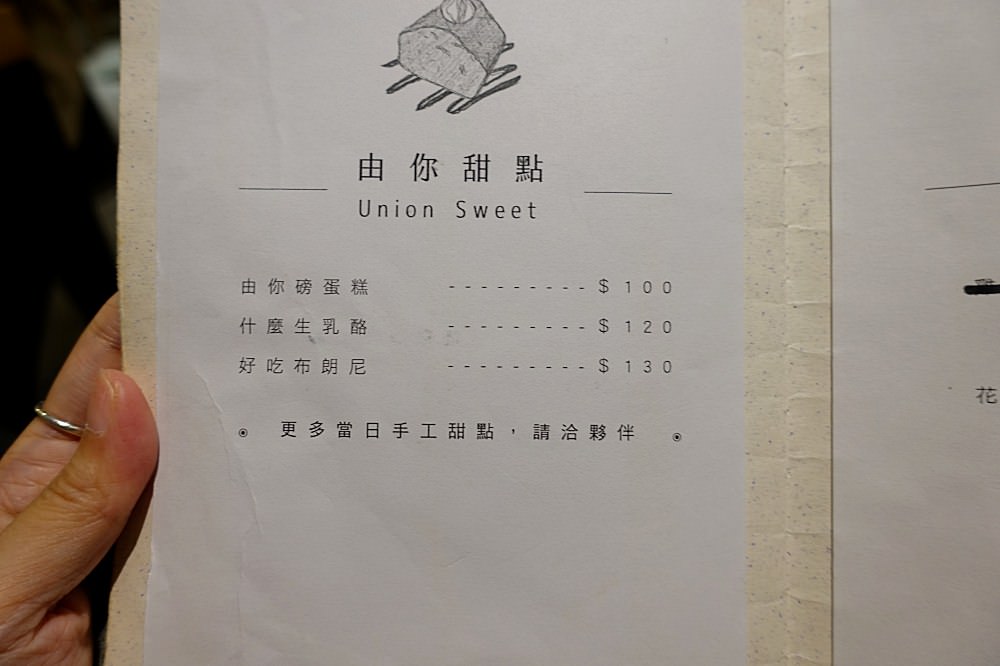 由你甜點
Union Sweet
由你磅蛋糕 --------- $100
什麼生乳酪 --------- $120
好吃布朗尼 --------- $130
◉ 更多當日手工甜點，請洽夥伴 ◉
花